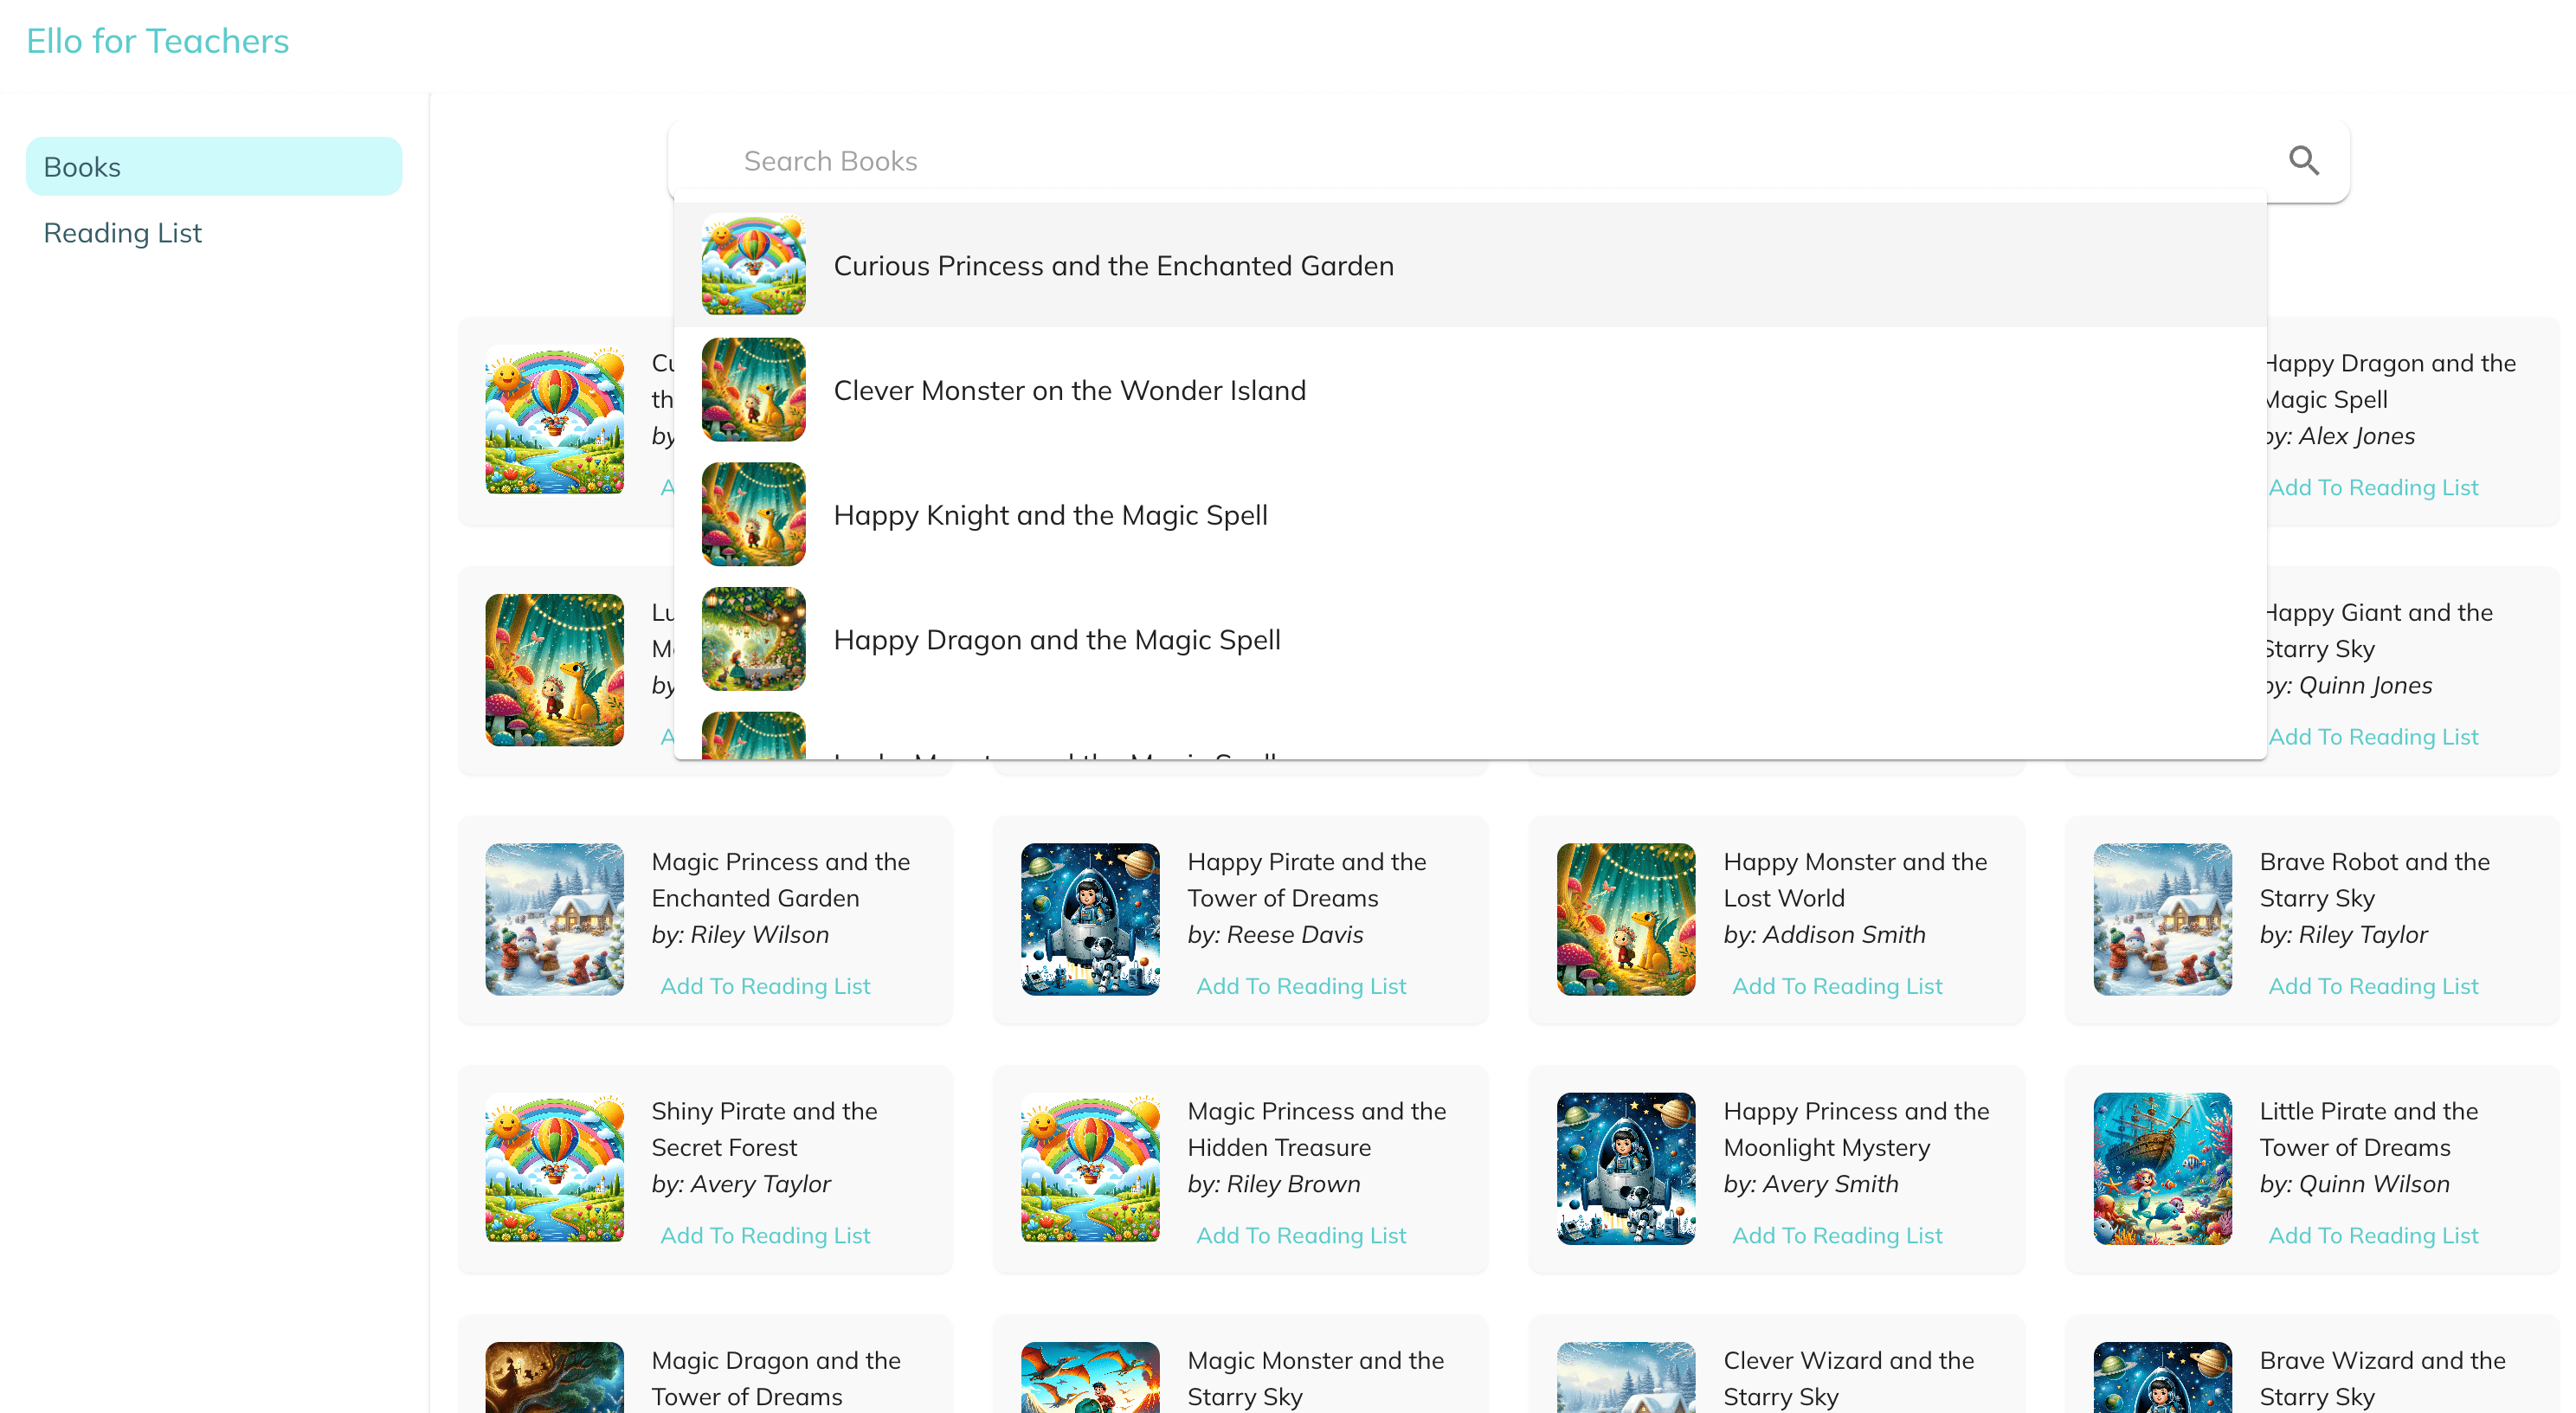 Ello for Teachers
Books
Reading List
Search Books
Curious Princess and the Enchanted Garden
Clever Monster on the Wonder Island
Happy Knight and the Magic Spell
Happy Dragon and the Magic Spell
Cu
th
by
A
Happy Dragon and the
Magic Spell
by: Alex Jones
Add To Reading List
Lu
by
A
Happy Giant and the
Starry Sky
by: Quinn Jones
Add To Reading List
Magic Princess and the
Enchanted Garden
by: Riley Wilson
Add To Reading List
Happy Pirate and the
Tower of Dreams
by: Reese Davis
Add To Reading List
Happy Monster and the
Lost World
by: Addison Smith
Add To Reading List
Brave Robot and the
Starry Sky
by: Riley Taylor
Add To Reading List
Shiny Pirate and the
Secret Forest
by: Avery Taylor
Add To Reading List
Magic Princess and the
Hidden Treasure
by: Riley Brown
Add To Reading List
Happy Princess and the
Moonlight Mystery
by: Avery Smith
Add To Reading List
Little Pirate and the
Tower of Dreams
by: Quinn Wilson
Add To Reading List
Magic Dragon and the
Tower of Dreams
Magic Monster and the
Starry Sky
Clever Wizard and the
Starry Sky
Brave Wizard and the
Starry Sky